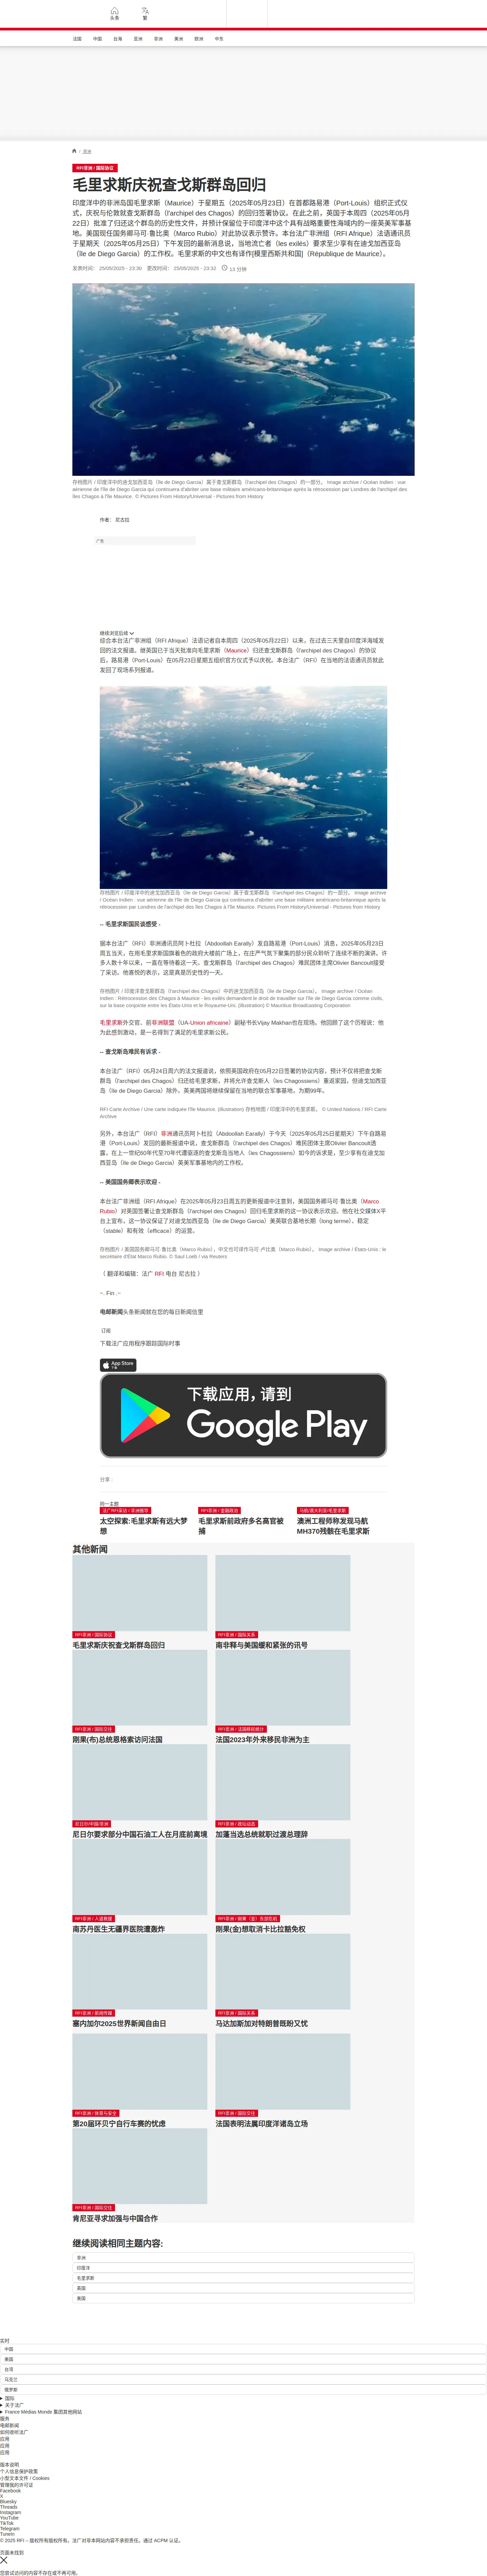 头条
繁
法国
中国
台海
亚洲
非洲
美洲
欧洲
中东
/ 非洲
RFI非洲 / 国际协议
毛里求斯庆祝查戈斯群岛回归
印度洋中的非洲岛国毛里求斯（Maurice）于星期五（2025年05月23日）在首都路易港（Port-Louis）组织正式仪
式，庆祝与伦敦就查戈斯群岛（l'archipel des Chagos）的回归签署协议。在此之前，英国于本周四（2025年05月
22日）批准了归还这个群岛的历史性文件，并预计保留位于印度洋中这个具有战略重要性海域内的一座英美军事基
地。美国现任国务卿马可·鲁比奥（Marco Rubio）对此协议表示赞许。本台法广非洲组（RFI Afrique）法语通讯员
于星期天（2025年05月25日）下午发回的最新消息说，当地流亡者（les exilés）要求至少享有在迪戈加西亚岛
（île de Diego Garcia）的工作权。毛里求斯的中文也有译作[模里西斯共和国]（République de Maurice）。
发表时间： 25/05/2025 - 23:30 更改时间： 25/05/2025 - 23:32 13 分钟
存档图片 / 印度洋中的迪戈加西亚岛（île de Diego Garcia）属于查戈斯群岛（l'archipel des Chagos）的一部分。 Image archive / Océan Indien : vue
aérienne de l'île de Diego Garcia qui continuera d'abriter une base militaire américano-britannique après la rétrocession par Londres de l'archipel des
îles Chagos à l'île Maurice. © Pictures From History/Universal - Pictures from History
作者： 尼古拉
广告
继续浏览后续
综合本台法广非洲组（RFI Afrique）法语记者自本周四（2025年05月22日）以来，在过去三天里自印度洋海域发
回的法文报道。继英国已于当天批准向毛里求斯（Maurice）归还查戈斯群岛（l'archipel des Chagos）的协议
后，路易港（Port-Louis）在05月23日星期五组织官方仪式予以庆祝。本台法广（RFI）在当地的法语通讯员就此
发回了现场系列报道。
存档图片 / 印度洋中的迪戈加西亚岛（île de Diego Garcia）属于查戈斯群岛（l'archipel des Chagos）的一部分。 Image archive
/ Océan Indien : vue aérienne de l'île de Diego Garcia qui continuera d'abriter une base militaire américano-britannique après la
rétrocession par Londres de l'archipel des îles Chagos à l'île Maurice. Pictures From History/Universal - Pictures from History
-- 毛里求斯国民谈感受 -
据本台法广（RFI）非洲通讯员阿卜杜拉（Abdoollah Earally）发自路易港（Port-Louis）消息，2025年05月23日
周五当天，在用毛里求斯国旗着色的政府大楼前广场上，在庄严气氛下聚集的部分民众聆听了连续不断的演讲。许
多人数十年以来，一直在等待着这一天。查戈斯群岛（l'archipel des Chagos）难民团体主席Olivier Bancoult接受
了采访。他喜悦的表示，这是真是历史性的一天。
存档图片 / 印度洋查戈斯群岛（l'archipel des Chagos）中的迪戈加西亚岛（île de Diego Garcia）。 Image archive / Océan
Indien : Rétrocession des Chagos à Maurice - les exilés demandent le droit de travailler sur l'île de Diego Garcia comme civils,
sur la base conjointe entre les États-Unis et le Royaume-Uni. (illustration) © Mauritius Broadcasting Corporation
毛里求斯外交官、前非洲联盟（UA-Union africaine）副秘书长Vijay Makhan也在现场。他回顾了这个历程说：他
为此感到激动，是一名得到了满足的毛里求斯公民。
-- 查戈斯岛难民有诉求 -
本台法广（RFI）05月24日周六的法文报道说，依照英国政府在05月22日签署的协议内容，预计不仅将把查戈斯
群岛（l'archipel des Chagos）归还给毛里求斯，并将允许查戈斯人（les Chagossiens）重返家园，但迪戈加西亚
岛（île de Diego Garcia）除外。英美两国将继续保留在当地的联合军事基地，为期99年。
RFI Carte Archive / Une carte indiquée l'île Maurice. (illustration) 存档地图 / 印度洋中的毛里求斯。 © United Nations / RFI Carte
Archive
另外，本台法广（RFI）非洲通讯员阿卜杜拉（Abdoollah Earally）于今天（2025年05月25日星期天）下午自路易
港（Port-Louis）发回的最新报道中说，查戈斯群岛（l'archipel des Chagos）难民团体主席Olivier Bancoult透
露，在上一世纪60年代至70年代遭驱逐的查戈斯岛当地人（les Chagossiens）如今的诉求是，至少享有在迪戈加
西亚岛（île de Diego Garcia）英美军事基地内的工作权。
-- 美国国务卿表示欢迎 -
本台法广非洲组（RFI Afrique）在2025年05月23日周五的更新报道中注意到，美国国务卿马可·鲁比奥（Marco
Rubio）对英国签署让查戈斯群岛（l'archipel des Chagos）回归毛里求斯的这一协议表示欢迎。他在社交媒体X平
台上宣布，这一协议保证了对迪戈加西亚岛（île de Diego Garcia）美英联合基地长期（long terme）、稳定
（stable）和有效（efficace）的运营。
存档图片 / 美国国务卿马可·鲁比奥（Marco Rubio），中文也可译作马可·卢比奥（Marco Rubio）。 Image archive / États-Unis : le
secrétaire d'État Marco Rubio. © Saul Loeb / via Reuters
（ 翻译和编辑：法广 RFI 电台 尼古拉 ）
~. Fin .~
电邮新闻头条新闻就在您的每日新闻信里
订阅
下载法广应用程序跟踪国际时事
App Store
下载
下载应用，请到
Google Play
分享 :
同一主题
法广RFI采访 / 非洲领导
太空探索:毛里求斯有远大梦
想
RFI非洲 / 金融政治
毛里求斯前政府多名高官被
捕
马航/澳大利亚/毛里求斯
澳洲工程师称发现马航
MH370残骸在毛里求斯
其他新闻
RFI非洲 / 国际协议
毛里求斯庆祝查戈斯群岛回归
RFI非洲 / 国际关系
南非释与美国缓和紧张的讯号
RFI非洲 / 国际交往
刚果(布)总统恩格索访问法国
RFI非洲 / 法国移民统计
法国2023年外来移民非洲为主
尼日尔/中国/非洲
尼日尔要求部分中国石油工人在月底前离境
RFI非洲 / 政坛动态
加蓬当选总统就职过渡总理辞
RFI非洲 / 人道救援
南苏丹医生无疆界医院遭轰炸
RFI非洲 / 刚果（金）东部危机
刚果(金)想取消卡比拉豁免权
RFI非洲 / 新闻传媒
塞内加尔2025世界新闻自由日
RFI非洲 / 国际关系
马达加斯加对特朗普既盼又忧
RFI非洲 / 体育与安全
第20届环贝宁自行车赛的忧虑
RFI非洲 / 国际交往
法国表明法属印度洋诸岛立场
RFI非洲 / 国际交往
肯尼亚寻求加强与中国合作
继续阅读相同主题内容:
非洲
印度洋
毛里求斯
英国
美国
实时
中国
美国
台湾
乌克兰
俄罗斯
国际
关于法广
France Médias Monde 集团其他网站
服务
电邮新闻
如何收听法广
应用
应用
应用
版本说明
个人信息保护政策
小型文本文件 / Cookies
管理我的许可证
Facebook
X
Bluesky
Threads
Instagram
YouTube
TikTok
Telegram
TuneIn
© 2025 RFI – 版权所有版权所有。法广对非本网站内容不承担责任。通过 ACPM 认证。
页面未找到
您尝试访问的内容不存在或不再可用。